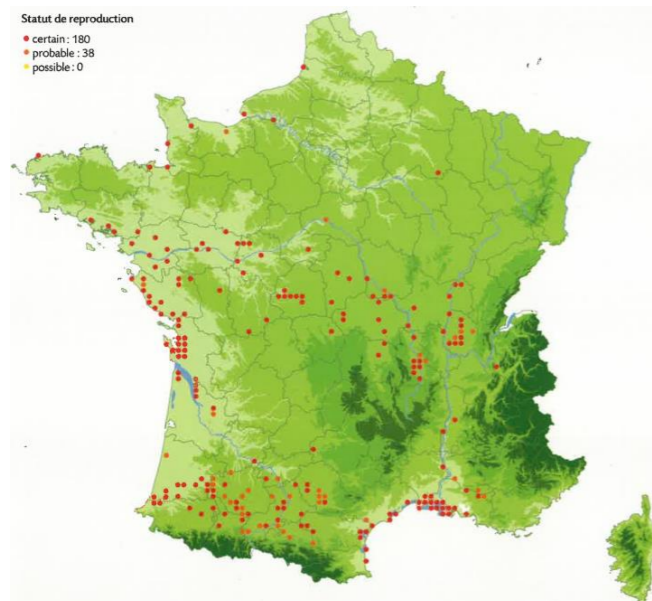 Statut de reproduction
certain : 180
probable : 38
possible : 0